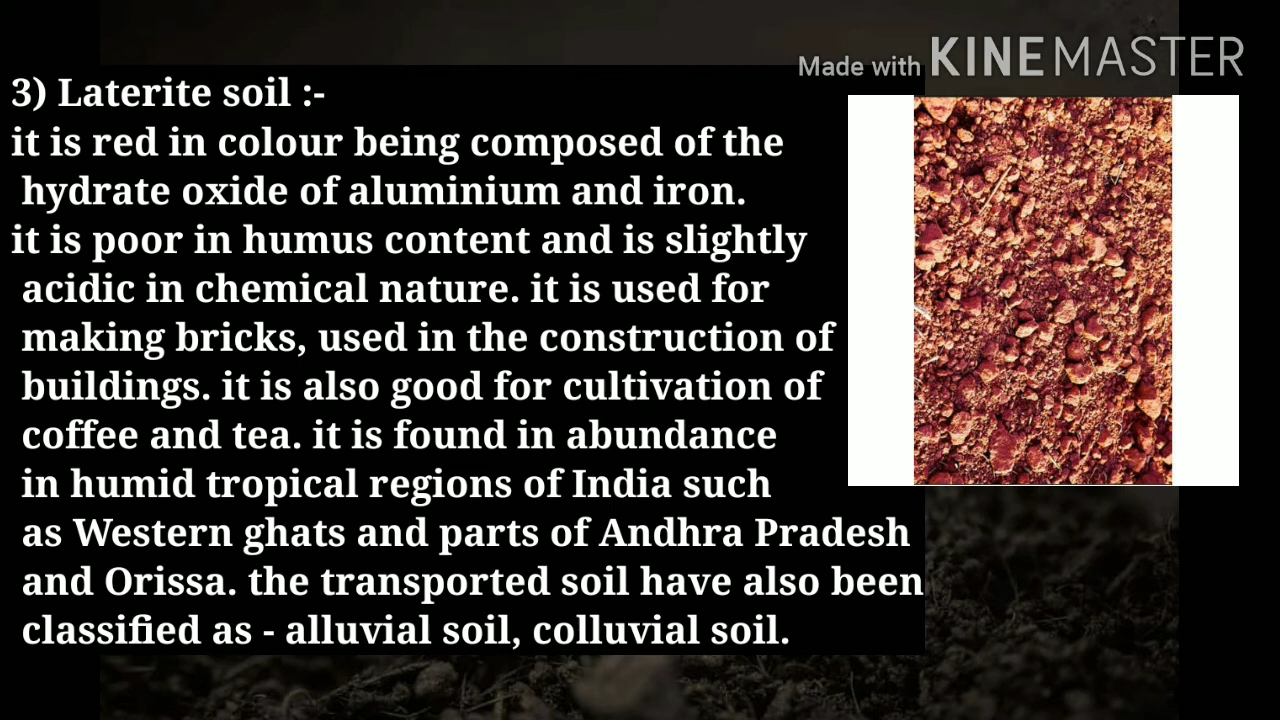 Made with KINEMASTER
3) Laterite soil :-
it is red in colour being composed of the
hydrate oxide of aluminium and iron.
it is poor in humus content and is slightly
acidic in chemical nature. it is used for
making bricks, used in the construction of
buildings. it is also good for cultivation of
coffee and tea. it is found in abundance
in humid tropical regions of India such
as Western ghats and parts of Andhra Pradesh
and Orissa. the transported soil have also been
classified as - alluvial soil, colluvial soil.